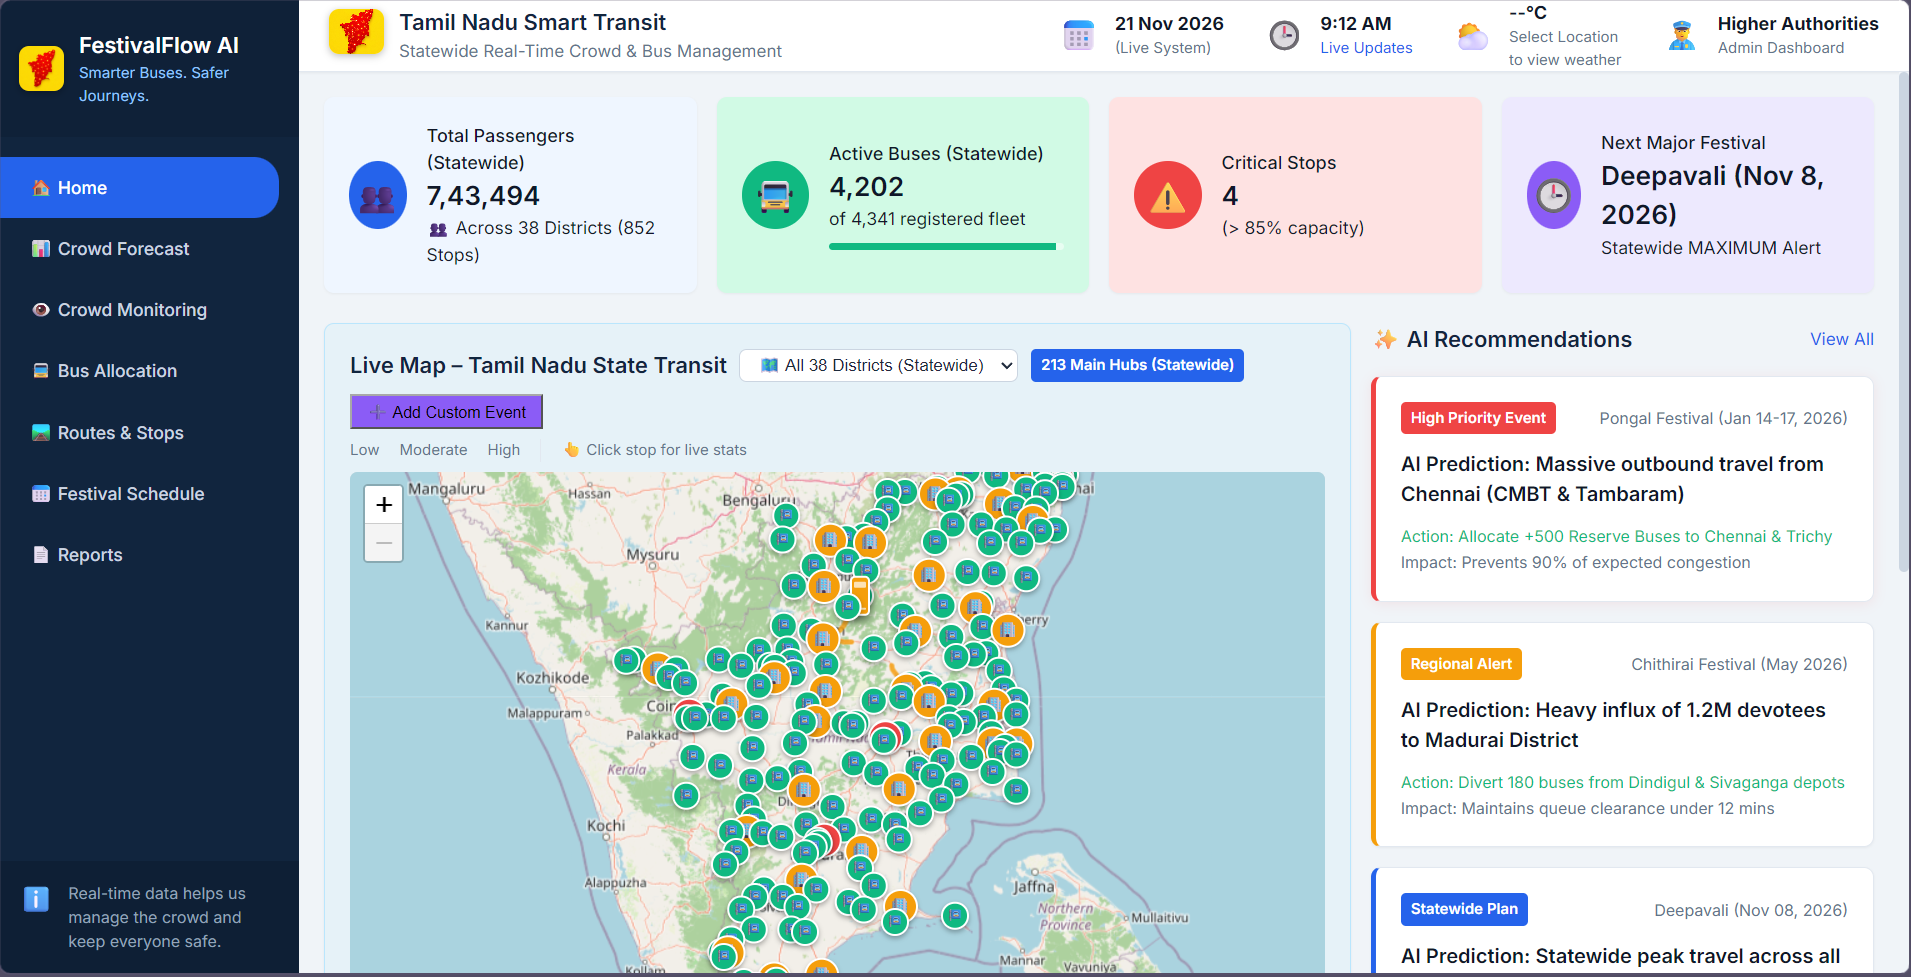 FestivalFlow AI
Smarter Buses. Safer
Journeys.
Home
Crowd Forecast
Crowd Monitoring
Bus Allocation
Routes & Stops
Festival Schedule
Reports
Real-time data helps us
manage the crowd and
keep everyone safe.
Tamil Nadu Smart Transit
Statewide Real-Time Crowd & Bus Management
21 Nov 2026
(Live System)
9:12 AM
Live Updates
--°C
Select Location
to view weather
Higher Authorities
Admin Dashboard
Total Passengers
(Statewide)
7,43,494
Across 38 Districts (852
Stops)
Active Buses (Statewide)
4,202
of 4,341 registered fleet
Critical Stops
4
(> 85% capacity)
Next Major Festival
Deepavali (Nov 8,
2026)
Statewide MAXIMUM Alert
Live Map – Tamil Nadu State Transit
All 38 Districts (Statewide)
213 Main Hubs (Statewide)
Add Custom Event
Low Moderate High
Click stop for live stats
+
−
Mangaluru
Hassan
Bengaluru
Mysuru
Kannur
Kozhikode
Malappuram
Palakkad
Kerala
Kochi
Alappuzha
Kollam
Jaffna
Northern
Province
Mullaitivu
Mannar
Vavuniya
AI Recommendations
View All
High Priority Event
Pongal Festival (Jan 14-17, 2026)
AI Prediction: Massive outbound travel from
Chennai (CMBT & Tambaram)
Action: Allocate +500 Reserve Buses to Chennai & Trichy
Impact: Prevents 90% of expected congestion
Regional Alert
Chithirai Festival (May 2026)
AI Prediction: Heavy influx of 1.2M devotees
to Madurai District
Action: Divert 180 buses from Dindigul & Sivaganga depots
Impact: Maintains queue clearance under 12 mins
Statewide Plan
Deepavali (Nov 08, 2026)
AI Prediction: Statewide peak travel across all